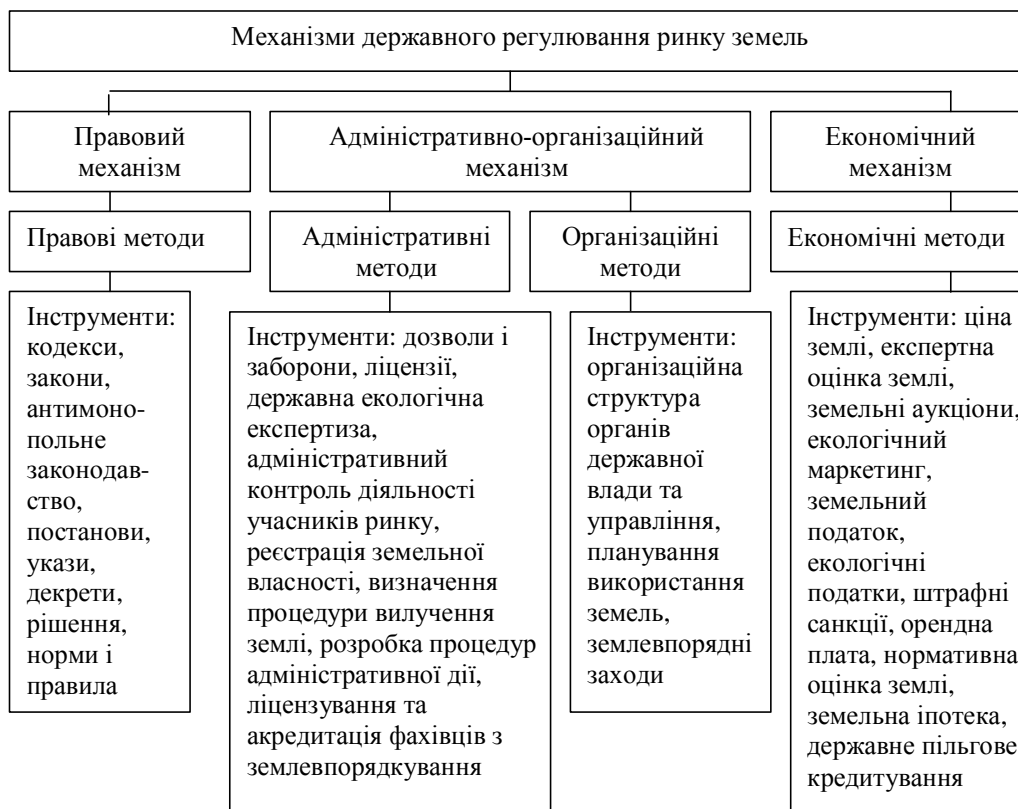 Механізми державного регулювання ринку земель
Правовий
механізм
Адміністративно-організаційний
механізм
Економічний
механізм
Правові методи
Адміністративні
методи
Організаційні
методи
Економічні методи
Інструменти:
кодекси,
закони,
антимоно-
польне
законодав-
ство,
постанови,
укази,
декрети,
рішення,
норми і
правила
Інструменти: дозволи і
заборони, ліцензії,
державна екологічна
експертиза,
адміністративний
контроль діяльності
учасників ринку,
реєстрація земельної
власності, визначення
процедури вилучення
землі, розробка процедур
адміністративної дії,
ліцензування та
акредитація фахівців з
землевпорядкування
Інструменти:
організаційна
структура
органів
державної
влади та
управління,
планування
використання
земель,
землевпорядні
заходи
Інструменти: ціна
землі, експертна
оцінка землі,
земельні аукціони,
екологічний
маркетинг,
земельний
податок,
екологічні
податки, штрафні
санкції, орендна
плата, нормативна
оцінка землі,
земельна іпотека,
державне пільгове
кредитування